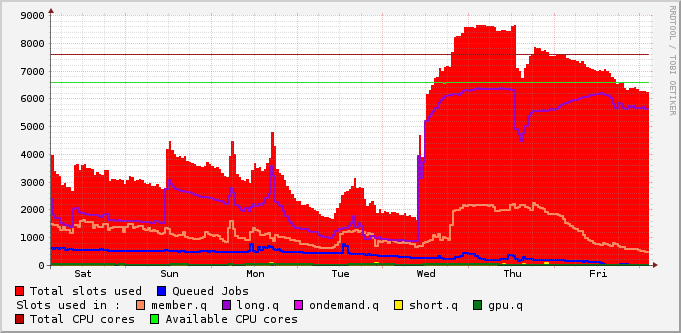 9000
8000
7000
6000
5000
4000
3000
2000
1000
0
Sat Sun Mon Tue Wed Thu Fri
RRDTOOL / TOBI OETIKER
Total slots used Queued Jobs
Slots used in : member.q long.q ondemand.q short.q gpu.q
Total CPU cores Available CPU cores